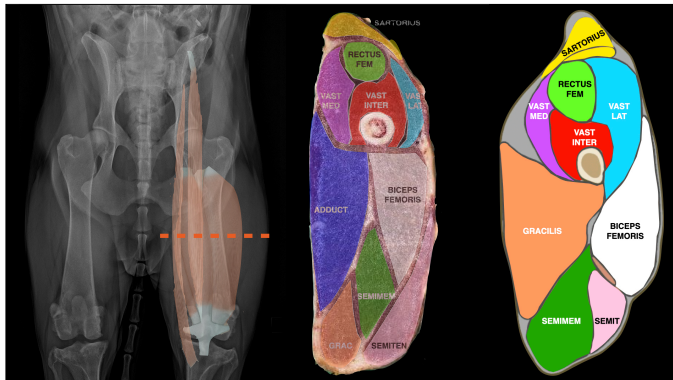 SARTORIUS
RECTUS
FEM
VAST
MED
VAST
INTER
VAST
LAT
ADDUCT
BICEPS
FEMORIS
SEMIMEM
GRAC
SEMITEN
SARTORIUS
RECTUS
FEM
VAST
MED
VAST
LAT
VAST
INTER
GRACILIS
BICEPS
FEMORIS
SEMIMEM
SEMIT